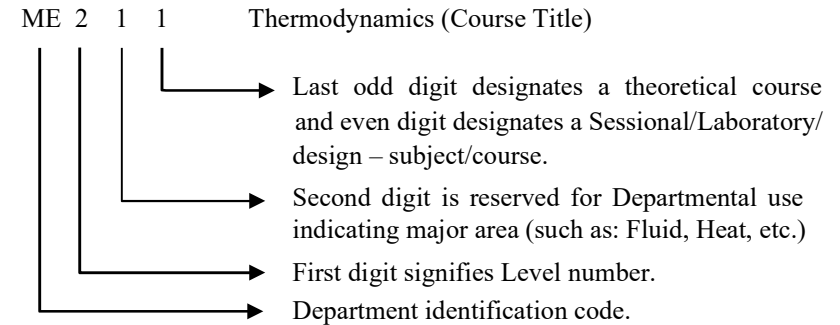 ME 2 1 1 Thermodynamics (Course Title)
Last odd digit designates a theoretical course
and even digit designates a Sessional/Laboratory/
design – subject/course.
Second digit is reserved for Departmental use
indicating major area (such as: Fluid, Heat, etc.)
First digit signifies Level number.
Department identification code.